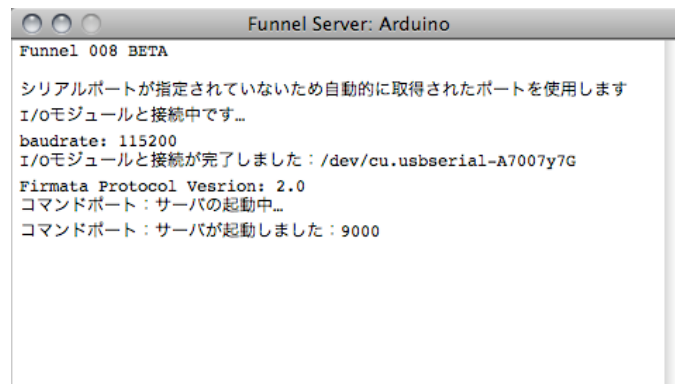 Funnel Server: Arduino
Funnel 008 BETA
シリアルポートが指定されていないため自動的に取得されたポートを使用します
I/Oモジュールと接続中です…
baudrate: 115200
I/Oモジュールと接続が完了しました：/dev/cu.usbserial-A7007y7G
Firmata Protocol Vesrion: 2.0
コマンドポート：サーバの起動中…
コマンドポート：サーバが起動しました：9000